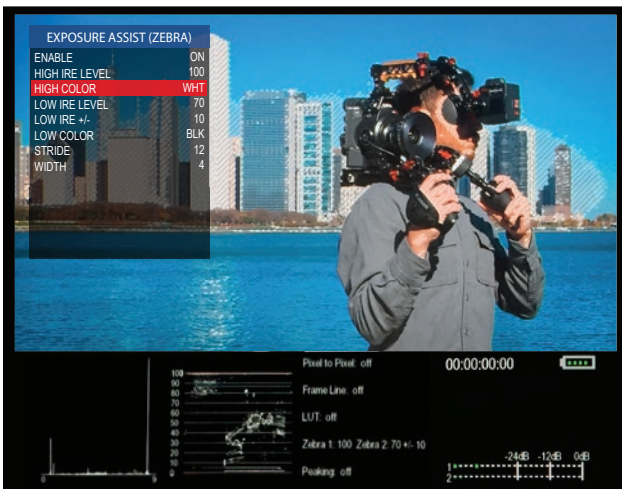 EXPOSURE ASSIST (ZEBRA)
ENABLE ON
HIGH IRE LEVEL 100
HIGH COLOR WHT
LOW IRE LEVEL 70
LOW IRE +/- 10
LOW COLOR BLK
STRIDE 12
WIDTH 4
Pixel to Pixel: off
00:00:00:00
Frame Line: off
LUT: off
Zebra 1: 100 Zebra 2: 70 +/- 10
Peaking: off
100
90
80
70
60
50
40
30
20
10
0
0
-24dB -12dB 0dB
1
2